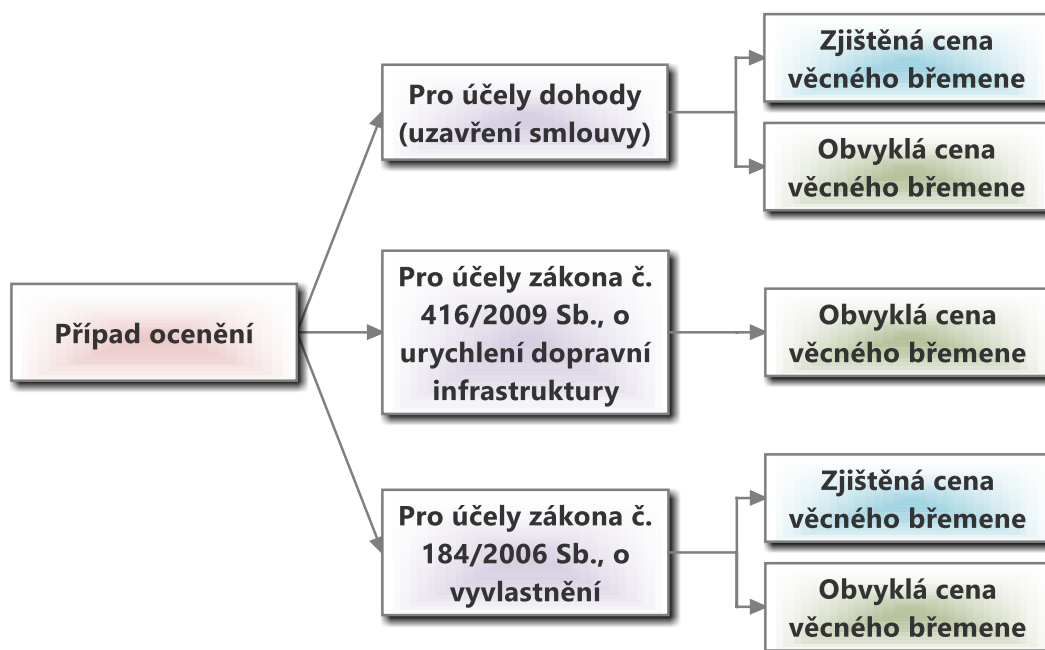 Případ ocenění
Pro účely dohody
(uzavření smlouvy)
Zjištěná cena
věcného břemene
Obvyklá cena
věcného břemene
Pro účely zákona č.
416/2009 Sb., o
urychlení dopravní
infrastruktury
Obvyklá cena
věcného břemene
Pro účely zákona č.
184/2006 Sb., o
vyvlastnění
Zjištěná cena
věcného břemene
Obvyklá cena
věcného břemene